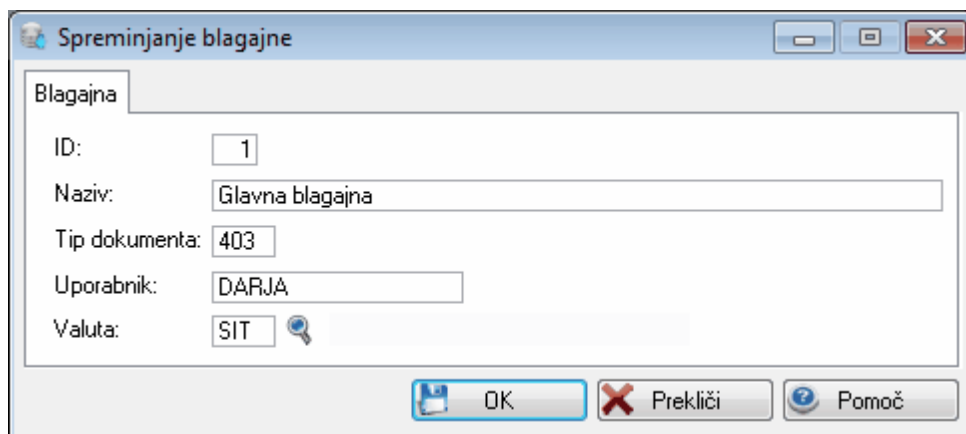 Spreminjanje blagajne
Blagajna
ID: 1
Naziv: Glavna blagajna
Tip dokumenta: 403
Uporabnik: DARJA
Valuta: SIT
OK Prekliči Pomoč